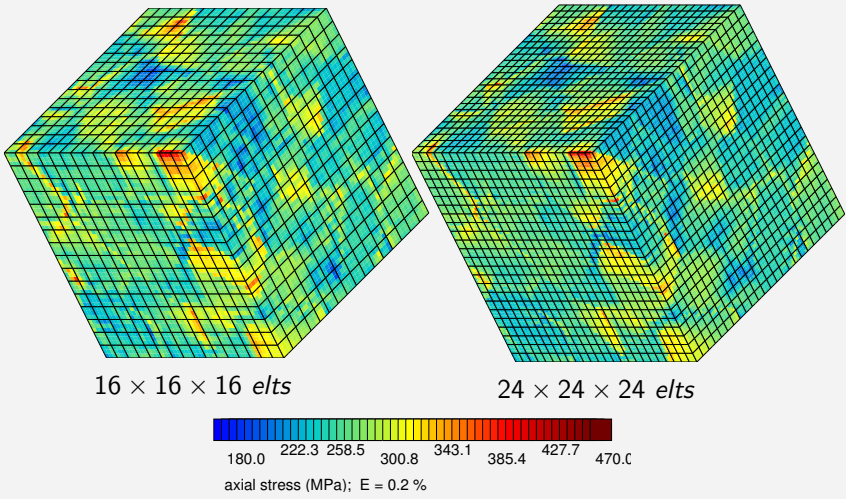 16 × 16 × 16 elts
24 × 24 × 24 elts
180.0 222.3 258.5 300.8 343.1 385.4 427.7 470.0
axial stress (MPa); E = 0.2 %